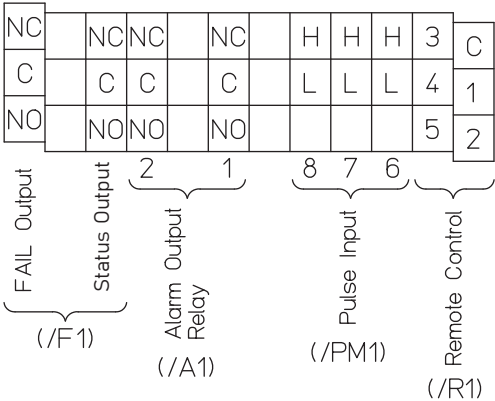 NC NC NC NC H H H 3 C
C C C C L L L 4 1
NO NO NO NO 5 2
2 1 8 7 6
FAIL Output
Status Output
Alarm Output
Relay
Pulse Input
Remote Control
(/F1)
(/A1)
(/PM1)
(/R1)